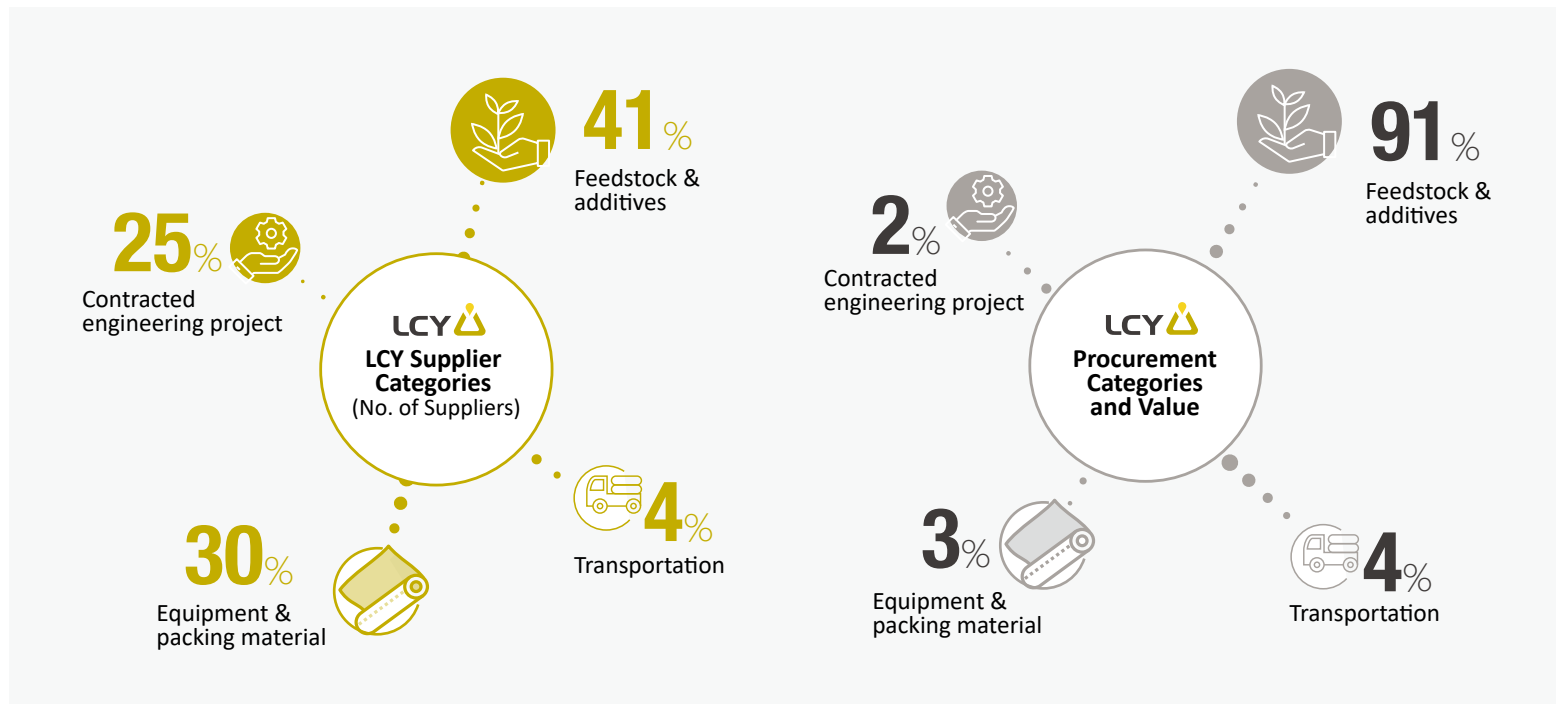 41%
Feedstock &
additives
25%
Contracted
engineering project
LCY
LCY Supplier
Categories
(No. of Suppliers)
30%
Equipment &
packing material
4%
Transportation
91%
Feedstock &
additives
2%
Contracted
engineering project
LCY
Procurement
Categories
and Value
3%
Equipment &
packing material
4%
Transportation